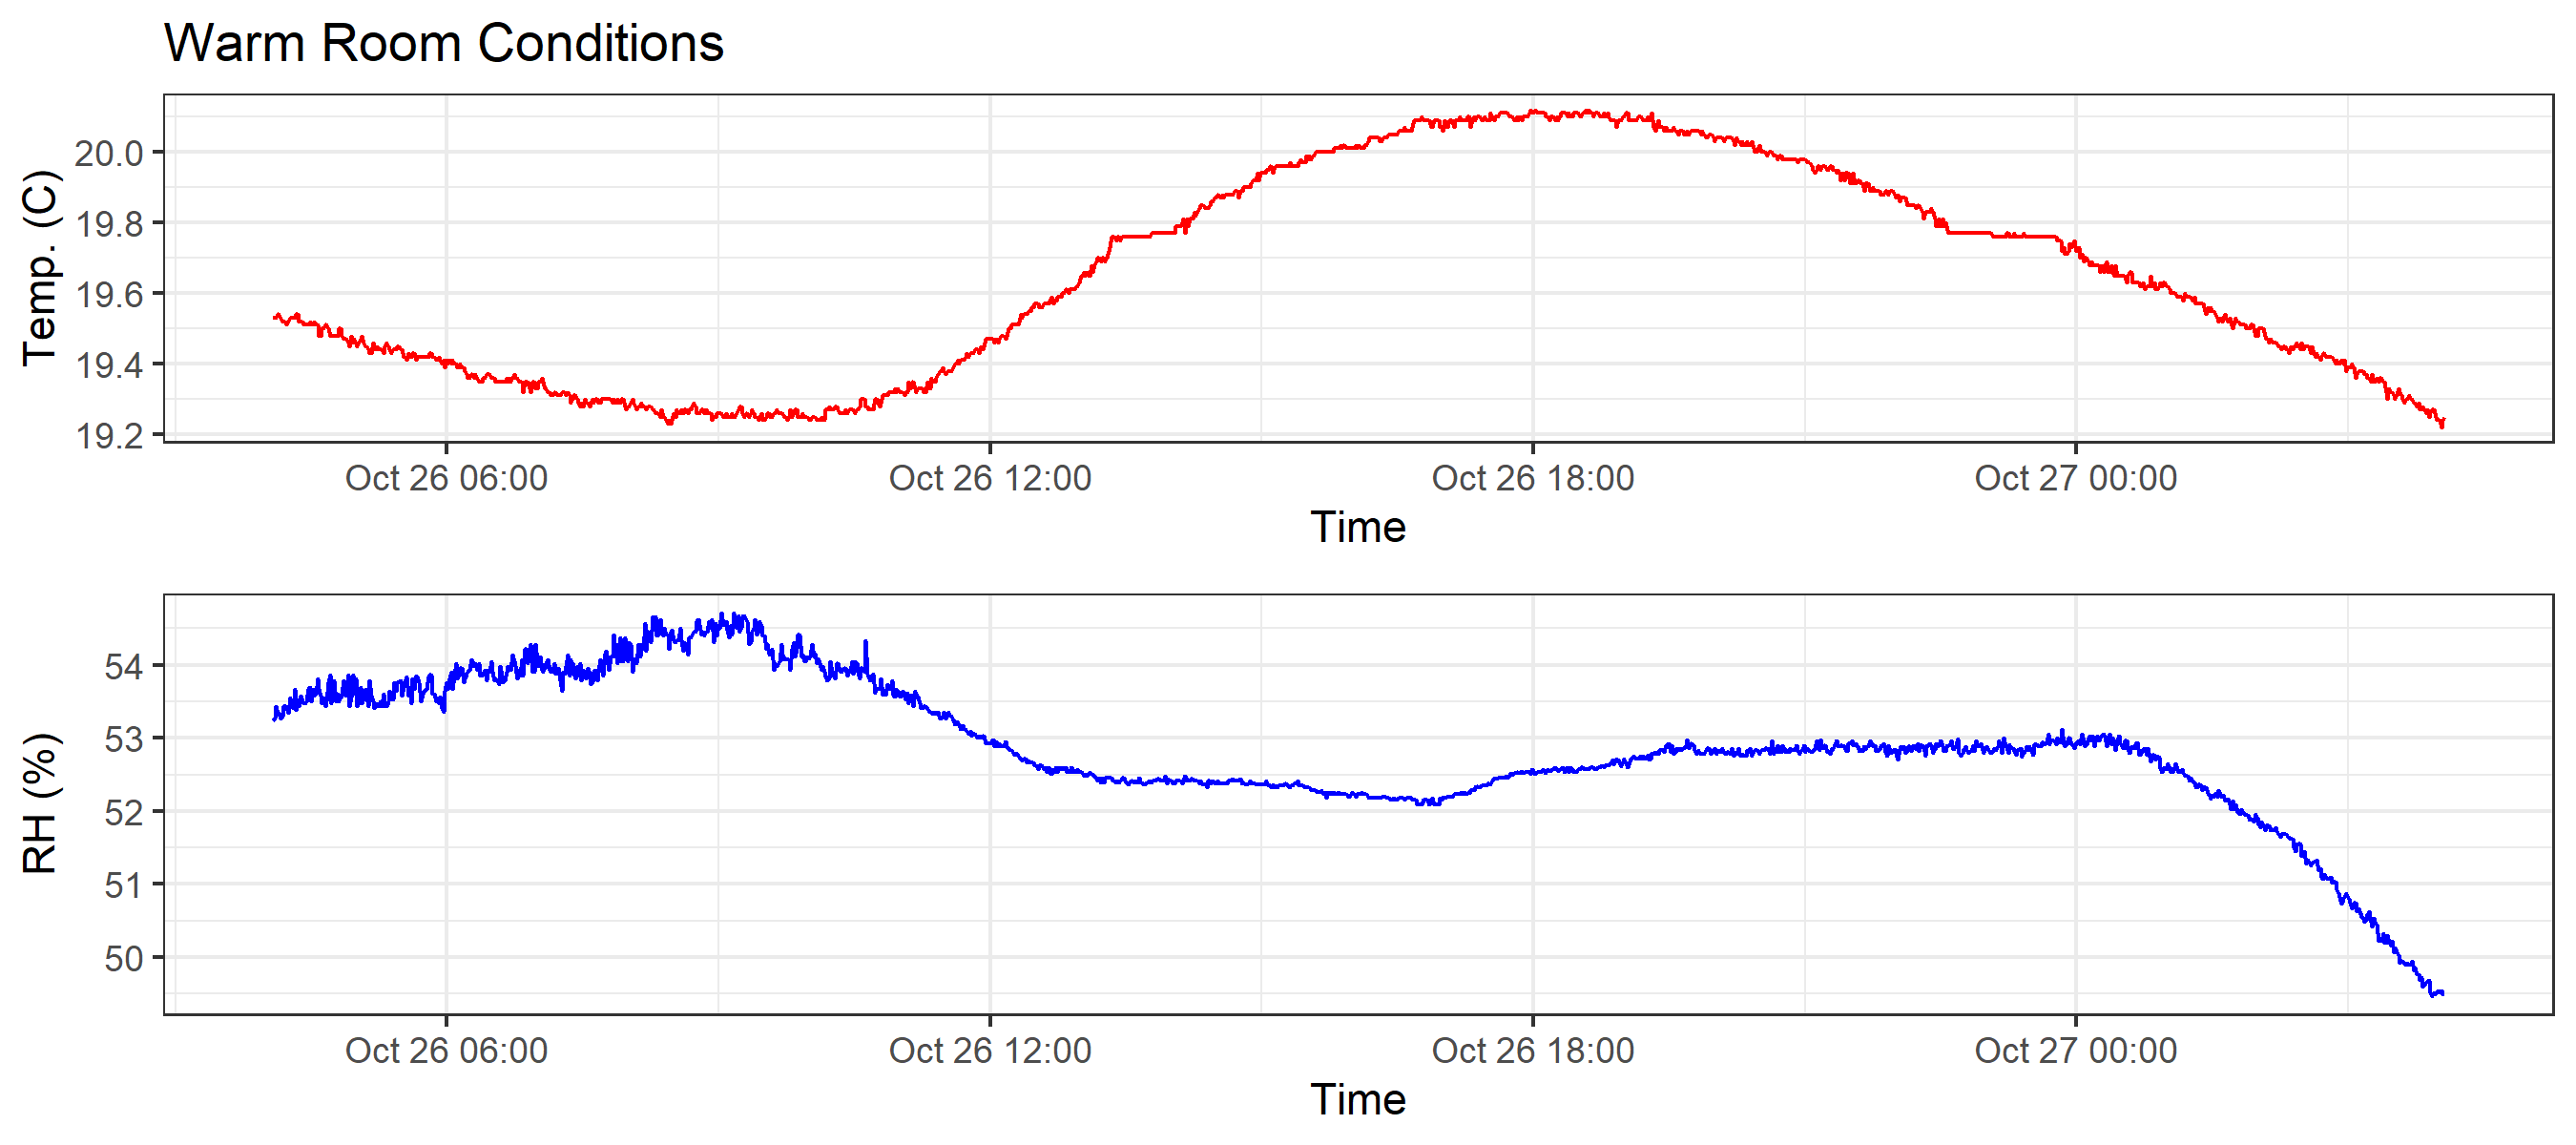 Warm Room Conditions
Temp. (C)
20.0
19.8
19.6
19.4
19.2
Oct 26 06:00 Oct 26 12:00 Oct 26 18:00 Oct 27 00:00
Time
RH (%)
54
53
52
51
50
Oct 26 06:00 Oct 26 12:00 Oct 26 18:00 Oct 27 00:00
Time